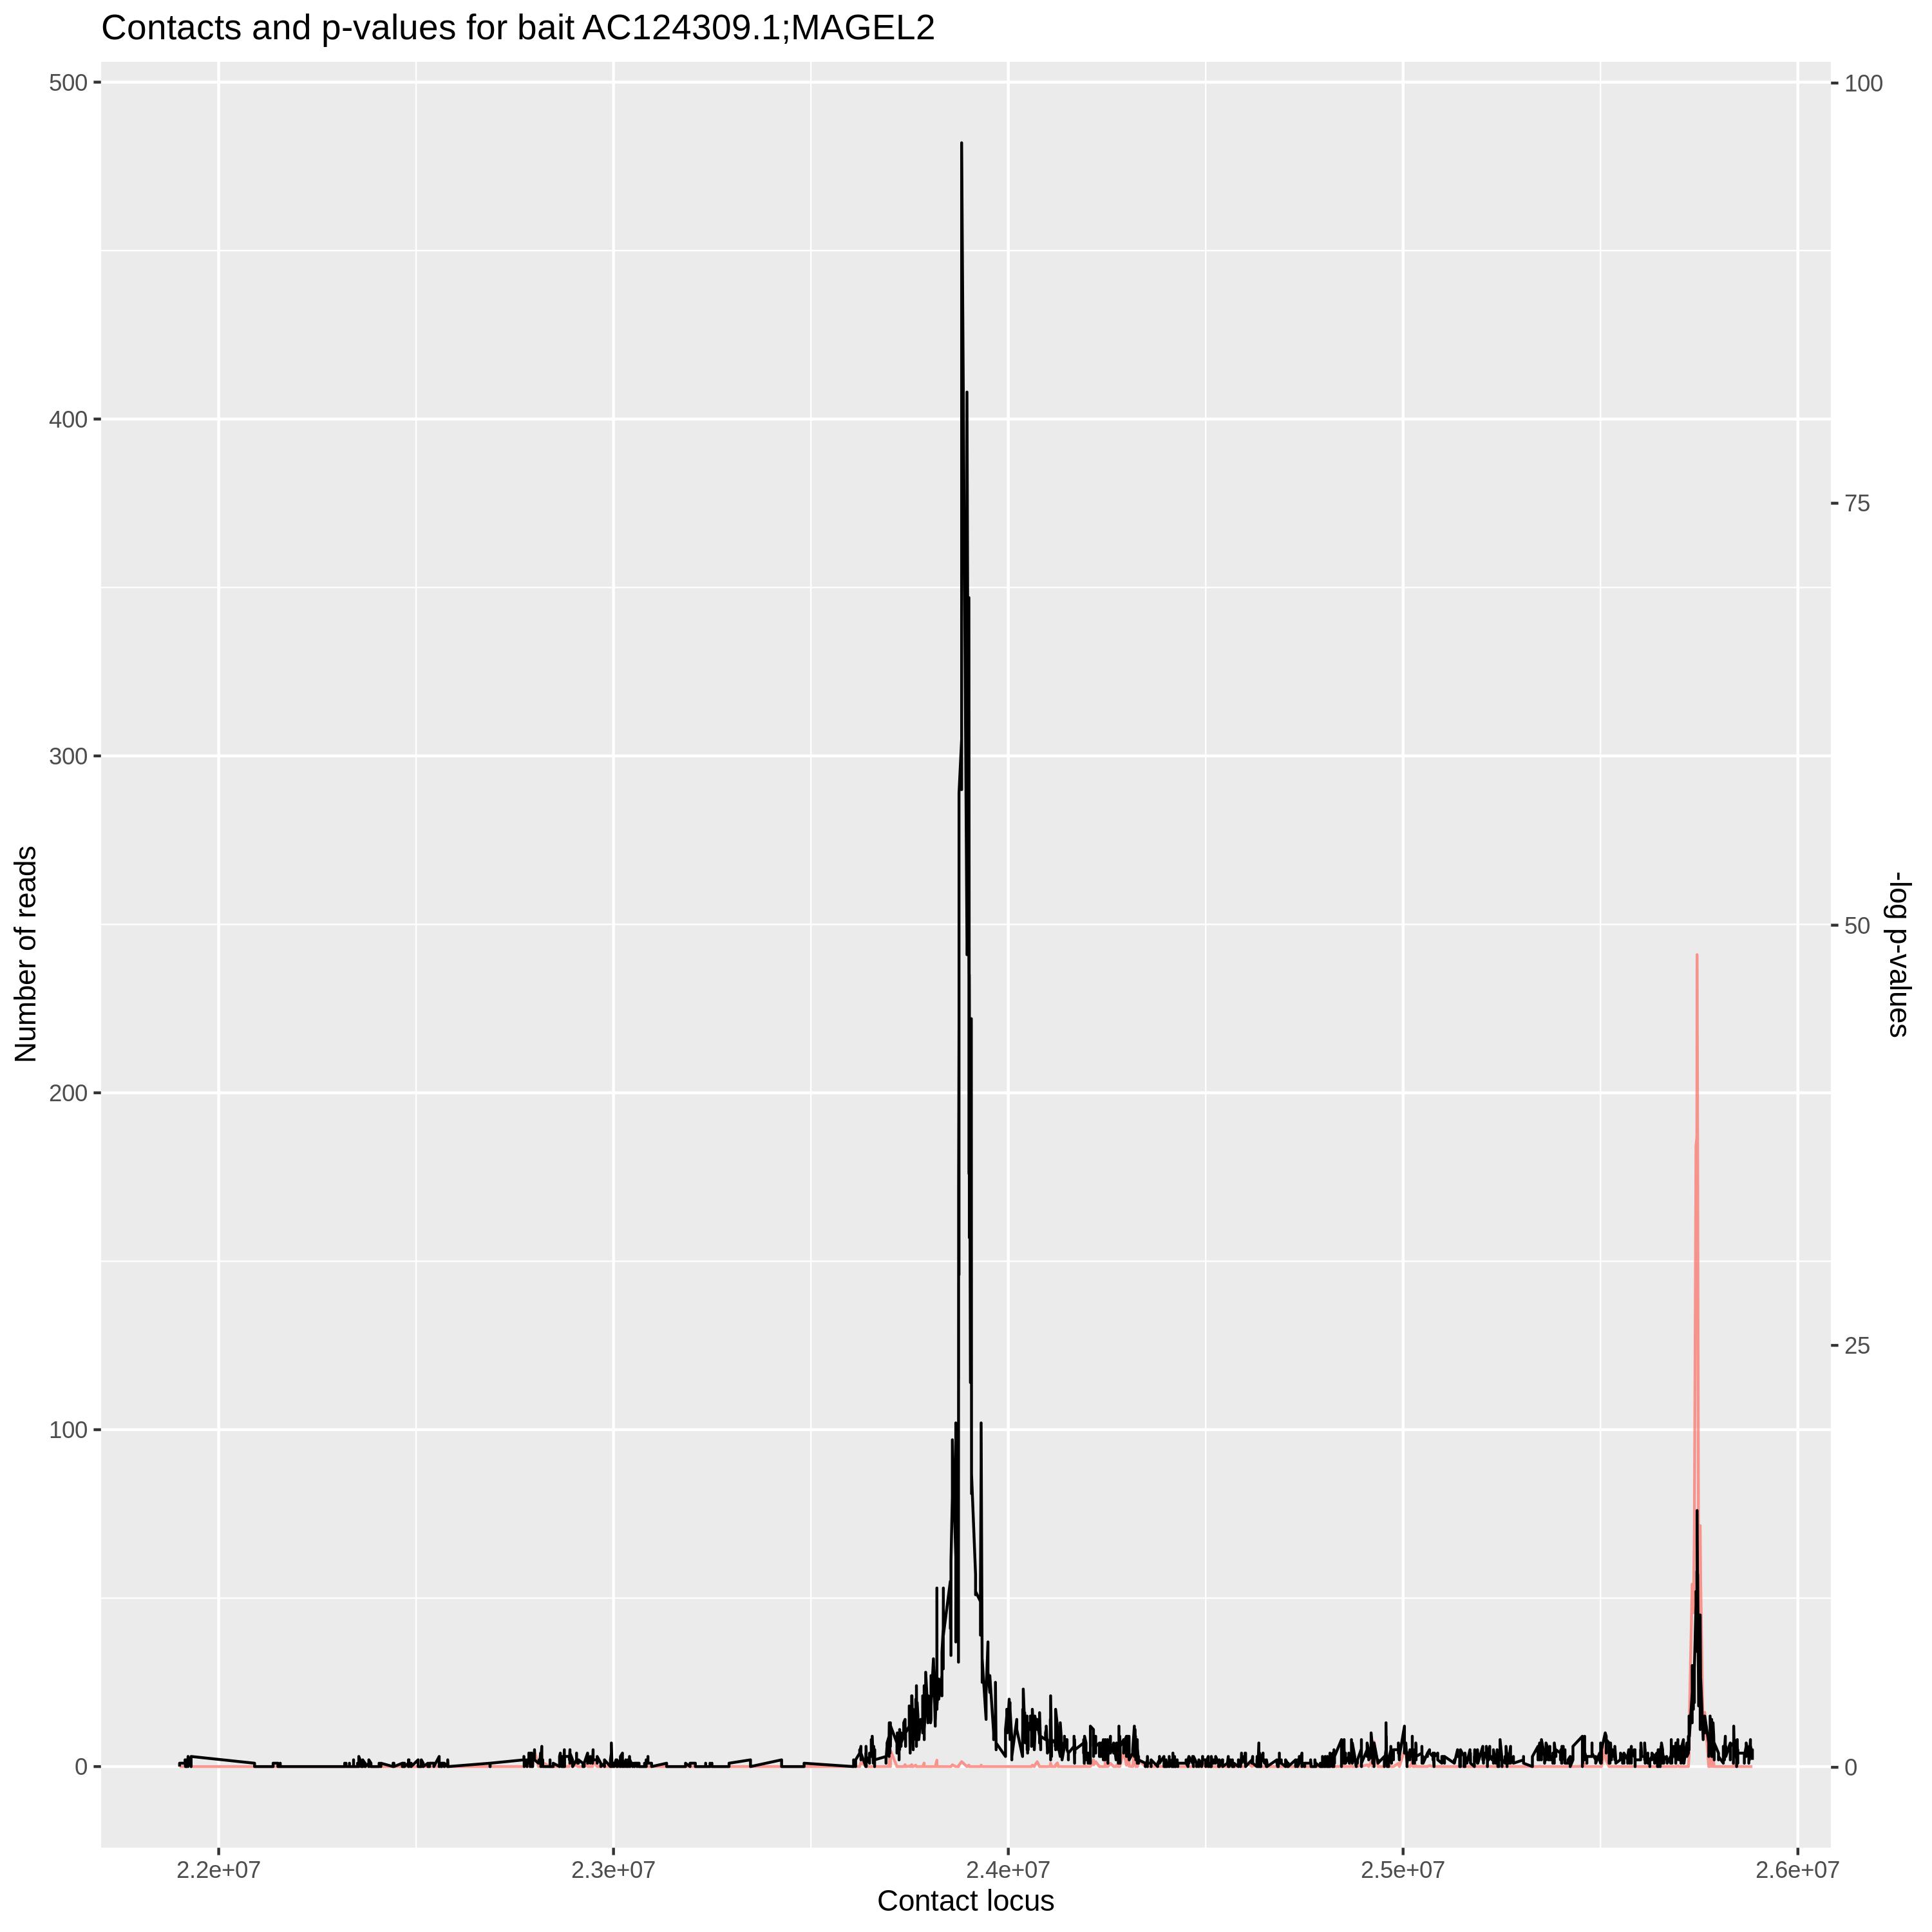 Contacts and p-values for bait AC124309.1;MAGEL2
500
400
300
200
100
0
Number of reads
100
75
50
25
0
-log p-values
2.2e+07
2.3e+07
2.4e+07
2.5e+07
2.6e+07
Contact locus